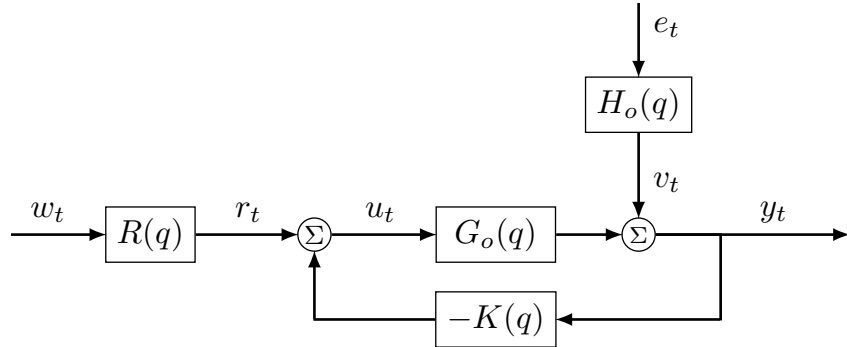 e_t
H_o(q)
v_t
w_t R(q) r_t Σ u_t G_o(q) Σ y_t
−K(q)